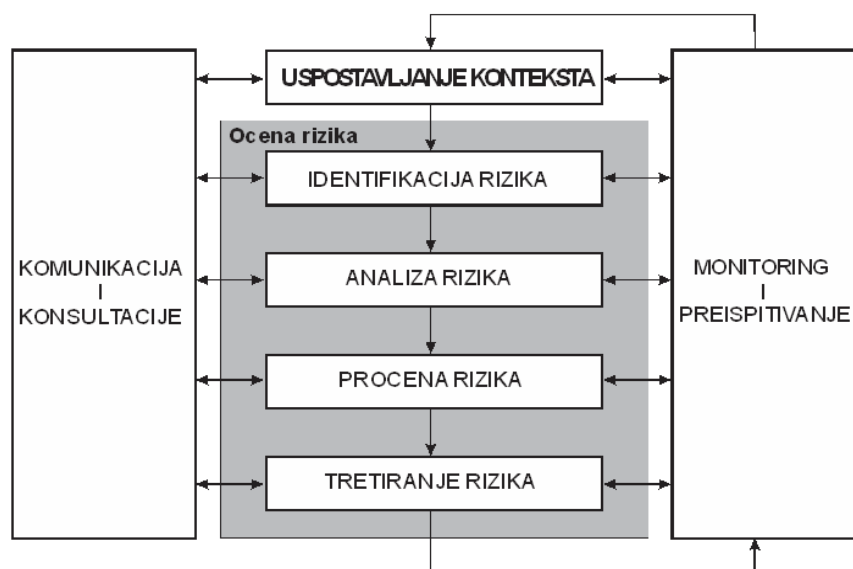 USPOSTAVLJANJE KONTEKSTA
Ocena rizika
IDENTIFIKACIJA RIZIKA
KOMUNIKACIJA
I
KONSULTACIJE
ANALIZA RIZIKA
MONITORING
I
PREISPITIVANJE
PROCENA RIZIKA
TRETIRANJE RIZIKA